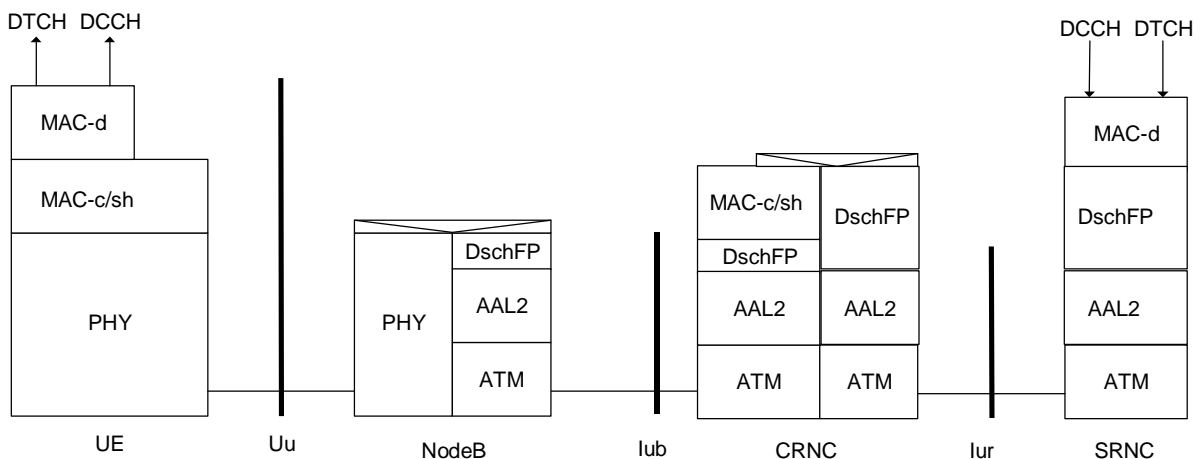 DTCH DCCH
DCCH DTCH
MAC-d
MAC-d
MAC-c/sh
MAC-c/sh
DschFP
DschFP
DschFP
DschFP
PHY
PHY
AAL2
AAL2
AAL2
AAL2
ATM
ATM
ATM
ATM
UE
Uu
NodeB
Iub
CRNC
Iur
SRNC